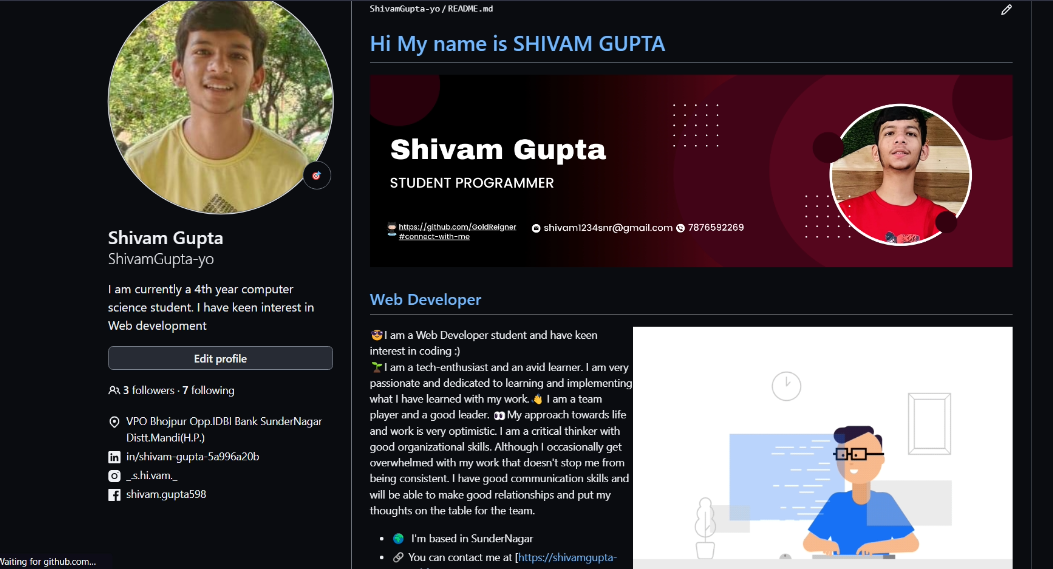 ShivamGupta-yo/README.md
Hi My name is SHIVAM GUPTA
Shivam Gupta
STUDENT PROGRAMMER
https://github.com/GoldReigner
#connect-with-me
shivam1234snr@gmail.com
7876592269
Shivam Gupta
ShivamGupta-yo
I am currently a 4th year computer
science student. I have keen interest in
Web development
Edit profile
3 followers · 7 following
VPO Bhojpur Opp.IDBI Bank SunderNagar
Distt.Mandi(H.P.)
in/shivam-gupta-5a996a20b
_.s.hi.vam._
shivam.gupta598
Web Developer
😎I am a Web Developer student and have keen
interest in coding :)
🌱I am a tech-enthusiast and an avid learner. I am very
passionate and dedicated to learning and implementing
what I have learned with my work.👋 I am a team
player and a good leader. 👀My approach towards life
and work is very optimistic. I am a critical thinker with
good organizational skills. Although I occasionally get
overwhelmed with my work that doesn't stop me from
being consistent. I have good communication skills and
will be able to make good relationships and put my
thoughts on the table for the team.
• 🌍 I'm based in SunderNagar
• 🔗 You can contact me at [https://shivamgupta-
Waiting for github.com...